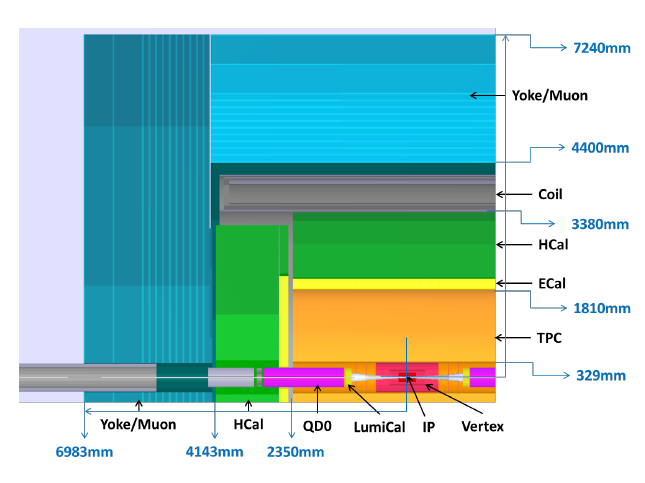 7240mm
Yoke/Muon
4400mm
Coil
3380mm
HCal
ECal
1810mm
TPC
329mm
Yoke/Muon
HCal
QD0
LumiCal
IP
Vertex
6983mm
4143mm
2350mm